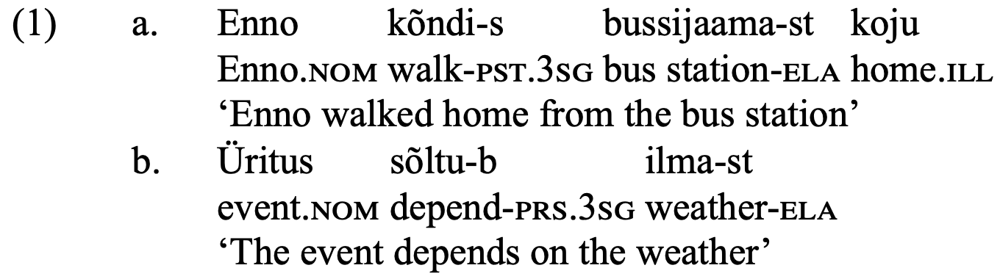 (1) a. Enno kõndi-s bussijaama-st koju
Enno.NOM walk-PST.3SG bus station-ELA home.ILL
‘Enno walked home from the bus station’
b. Üritus sõltu-b ilma-st
event.NOM depend-PRS.3SG weather-ELA
‘The event depends on the weather’